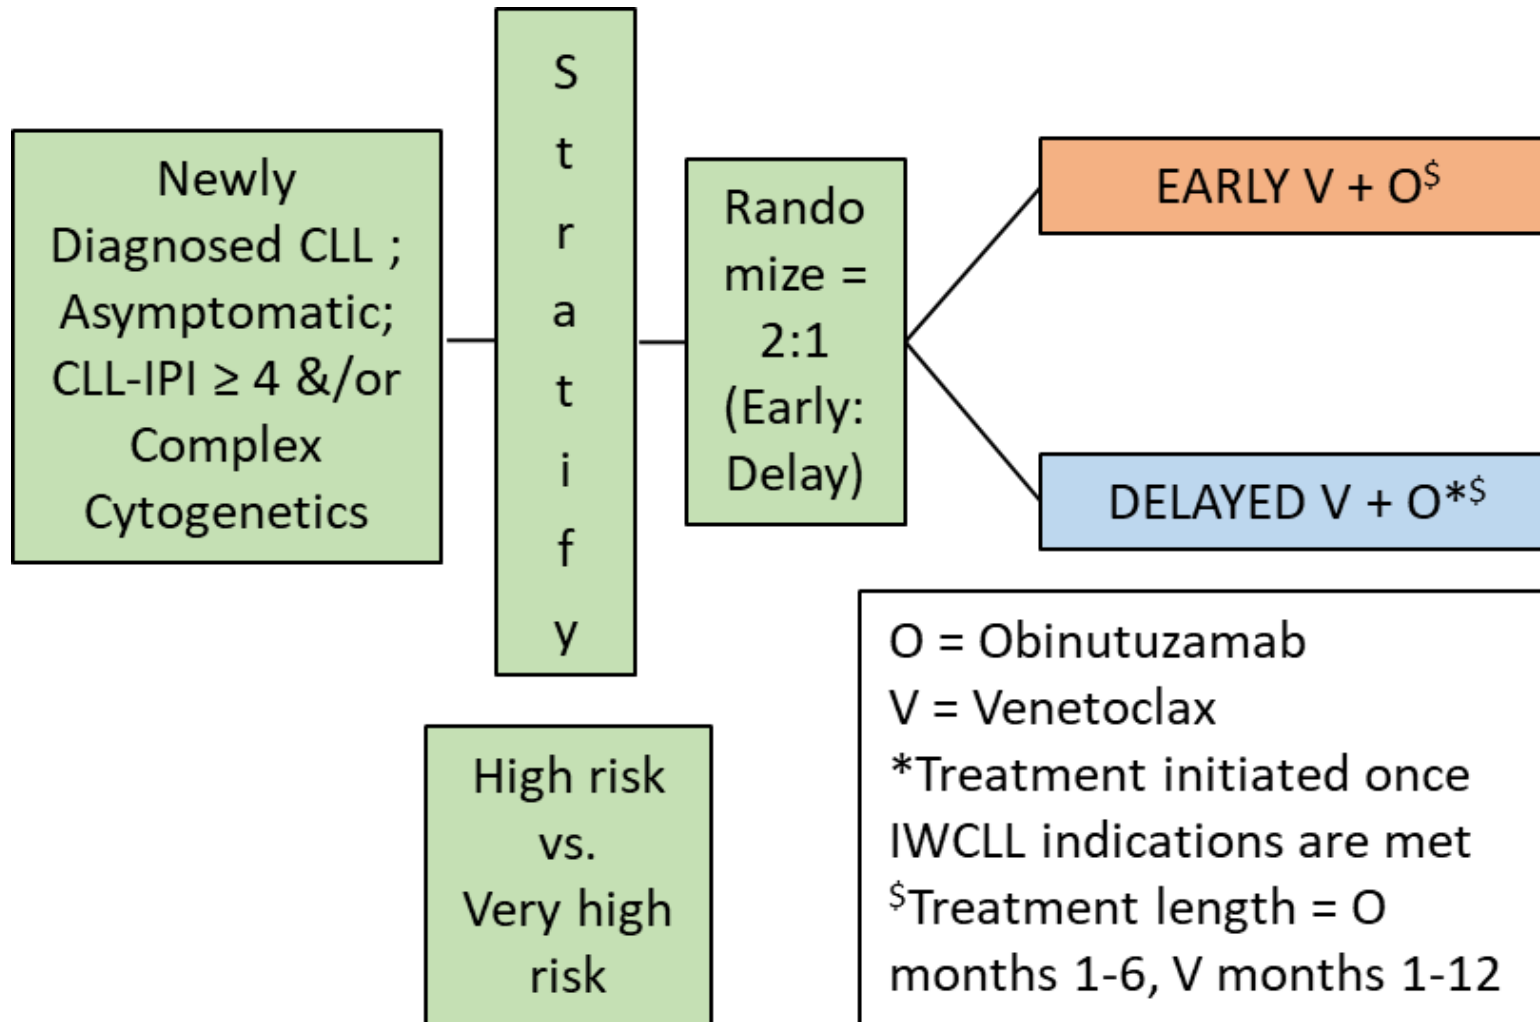 Newly
Diagnosed CLL ;
Asymptomatic;
CLL-IPI ≥ 4 &/or
Complex
Cytogenetics
S
t
r
a
t
i
f
y
High risk
vs.
Very high
risk
Rando
mize =
2:1
(Early:
Delay)
EARLY V + O$
DELAYED V + O*$
O = Obinutuzamab
V = Venetoclax
*Treatment initiated once
IWCLL indications are met
$Treatment length = O
months 1-6, V months 1-12